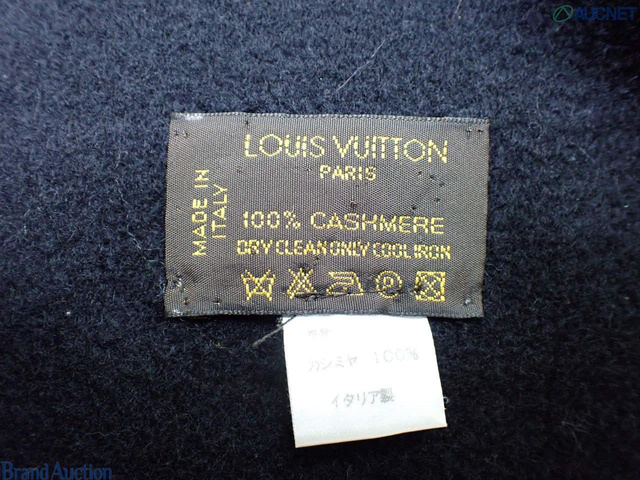 AUCNET
LOUIS VUITTON
PARIS
MADE IN
ITALY
100% CASHMERE
DRY CLEAN ONLY COOL IRON
カシミヤ 100%
イタリア製
Brand Auction